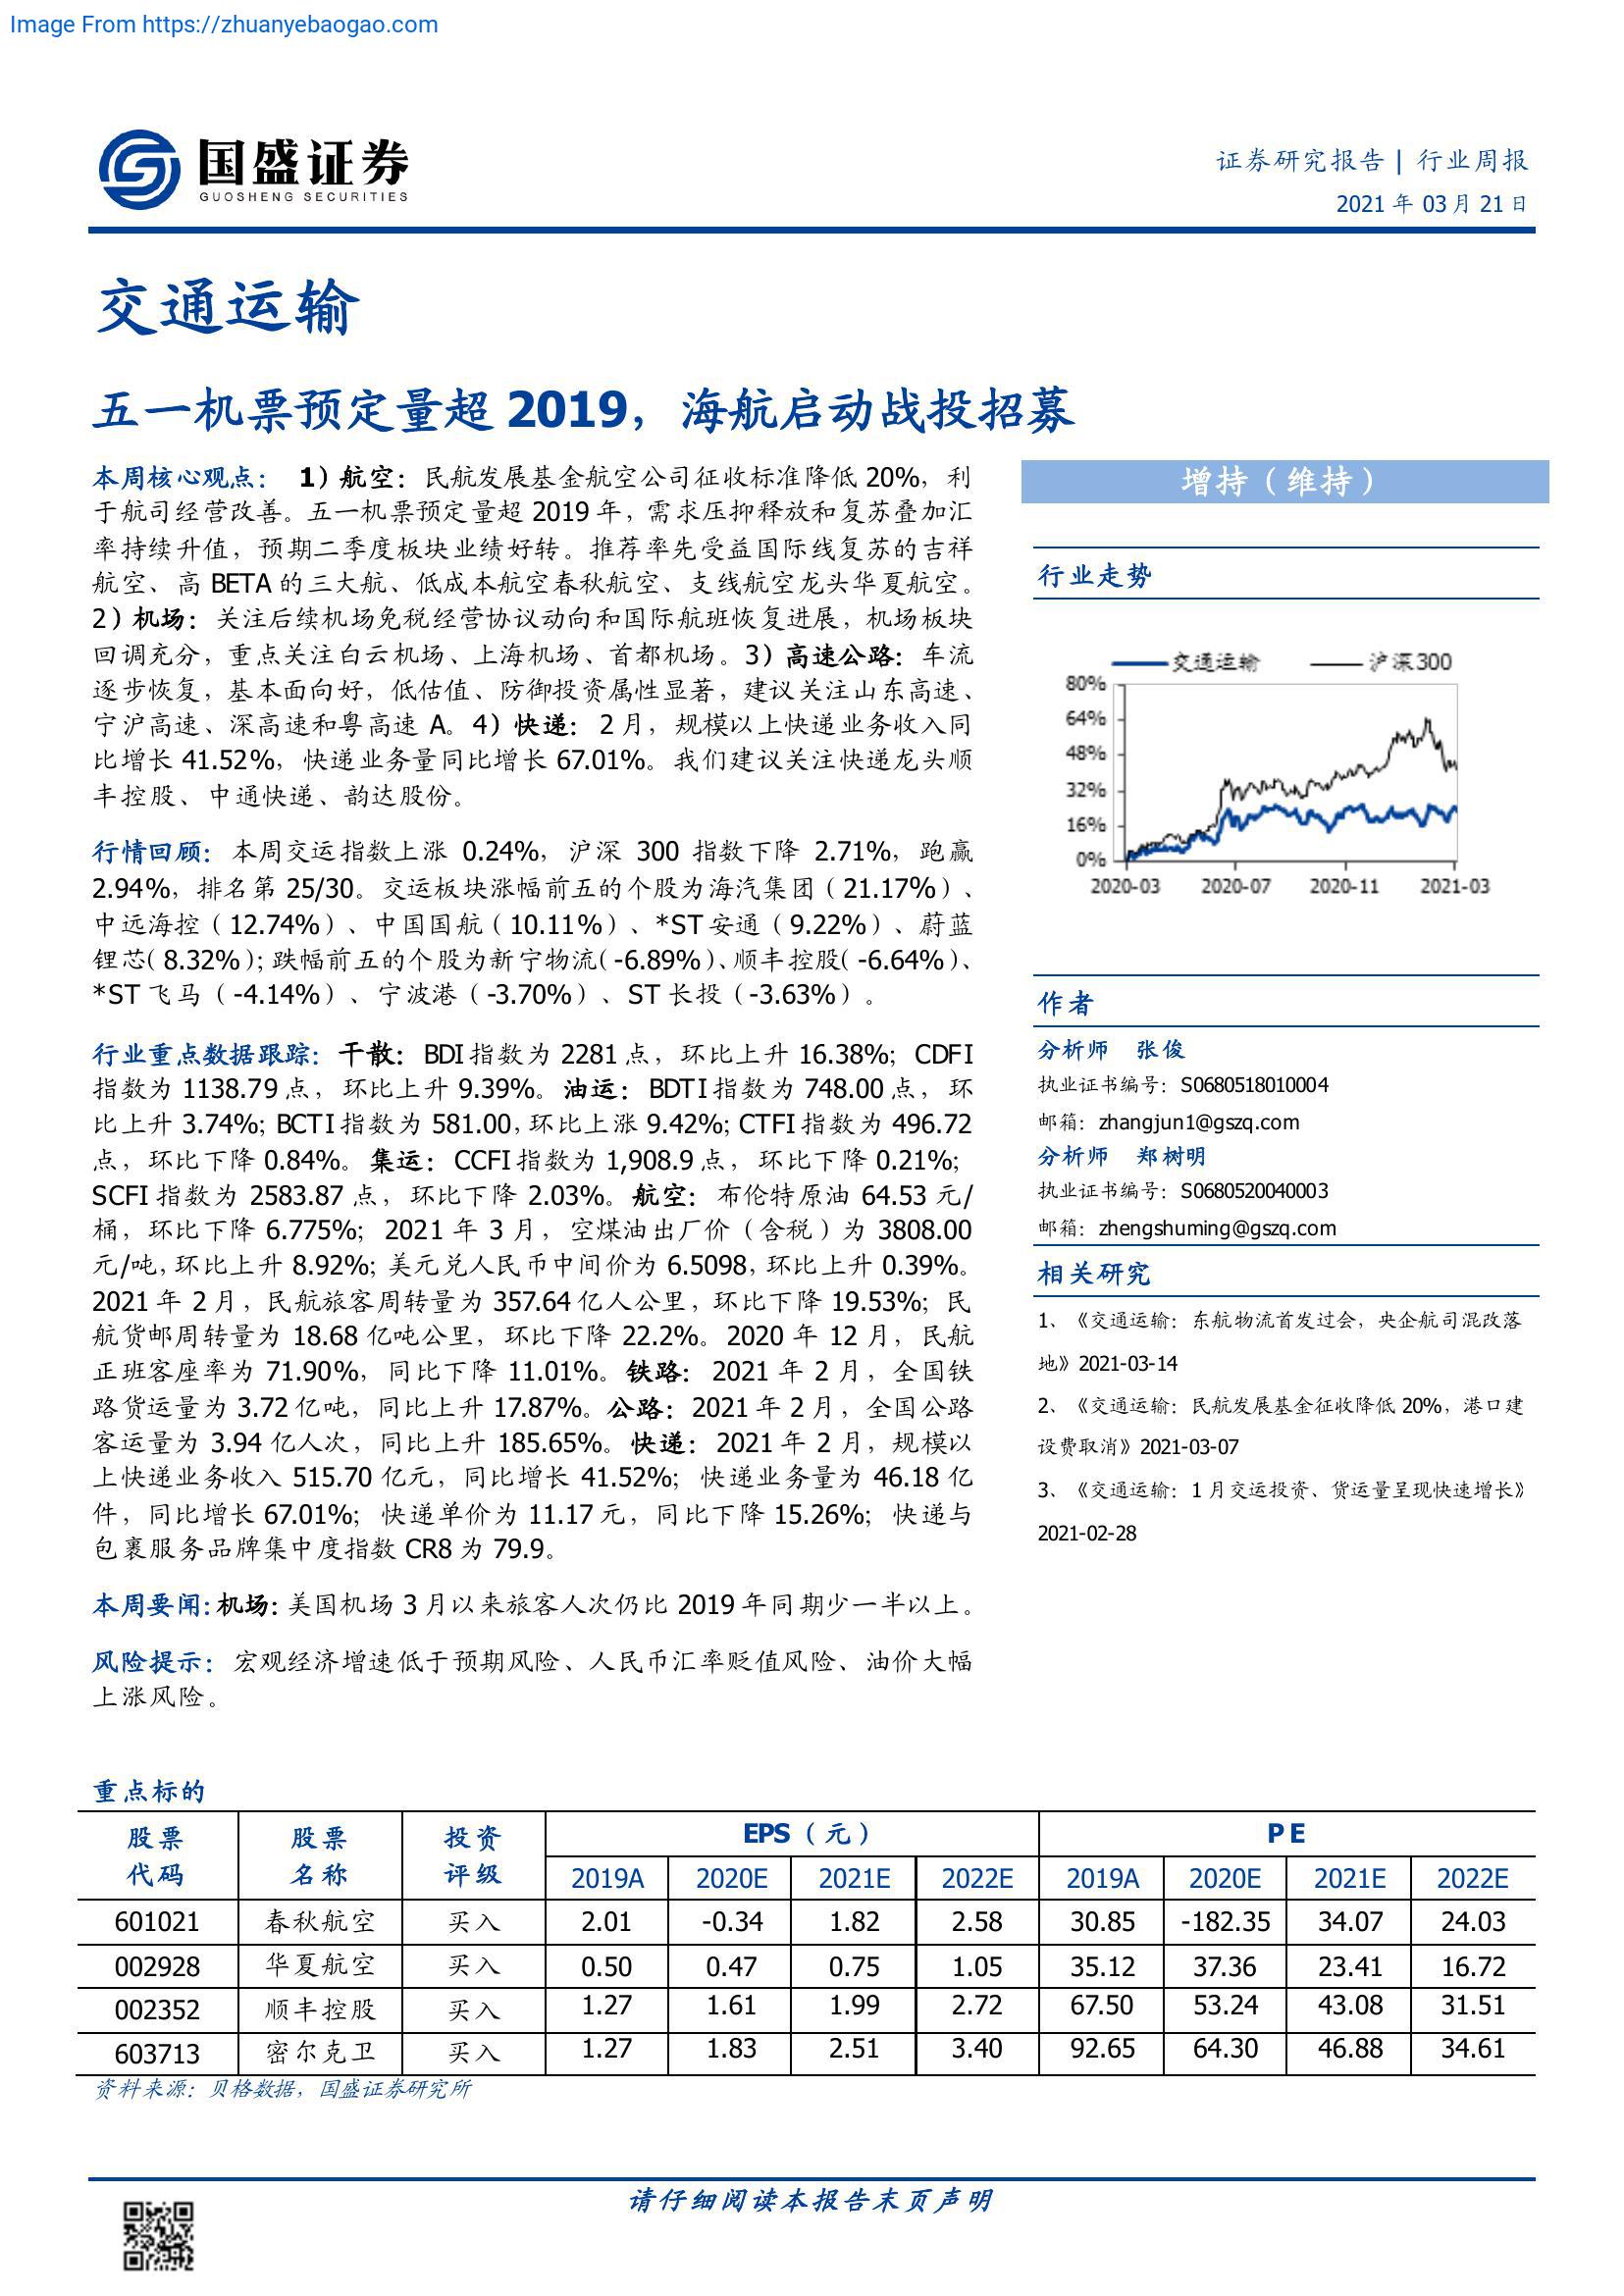 Image From https://zhuanyebaogao.com
国盛证券
GUOSHENG SECURITIES
证券研究报告 | 行业周报
2021 年 03 月 21 日
交通运输
五一机票预定量超 2019，海航启动战投招募
本周核心观点： 1）航空：民航发展基金航空公司征收标准降低 20%，利
于航司经营改善。五一机票预定量超 2019 年，需求压抑释放和复苏叠加汇
率持续升值，预期二季度板块业绩好转。推荐率先受益国际线复苏的吉祥
航空、高 BETA 的三大航、低成本航空春秋航空、支线航空龙头华夏航空。
2）机场：关注后续机场免税经营协议动向和国际航班恢复进展，机场板块
回调充分，重点关注白云机场、上海机场、首都机场。3）高速公路：车流
逐步恢复，基本面向好，低估值、防御投资属性显著，建议关注山东高速、
宁沪高速、深高速和粤高速 A。4）快递：2 月，规模以上快递业务收入同
比增长 41.52%，快递业务量同比增长 67.01%。我们建议关注快递龙头顺
丰控股、中通快递、韵达股份。
行情回顾：本周交运指数上涨 0.24%，沪深 300 指数下降 2.71%，跑赢
2.94%，排名第 25/30。交运板块涨幅前五的个股为海汽集团（21.17%）、
中远海控（12.74%）、中国国航（10.11%）、*ST 安通（9.22%）、蔚蓝
锂芯（8.32%）；跌幅前五的个股为新宁物流（-6.89%）、顺丰控股（-6.64%）、
*ST 飞马（-4.14%）、宁波港（-3.70%）、ST 长投（-3.63%）。
行业重点数据跟踪：干散：BDI 指数为 2281 点，环比上升 16.38%；CDFI
指数为 1138.79 点，环比上升 9.39%。油运：BDTI 指数为 748.00 点，环
比上升 3.74%；BCTI 指数为 581.00，环比上涨 9.42%；CTFI 指数为 496.72
点，环比下降 0.84%。集运：CCFI 指数为 1,908.9 点，环比下降 0.21%；
SCFI 指数为 2583.87 点，环比下降 2.03%。航空：布伦特原油 64.53 元/
桶，环比下降 6.775%；2021 年 3 月，空煤油出厂价（含税）为 3808.00
元/吨，环比上升 8.92%；美元兑人民币中间价为 6.5098，环比上升 0.39%。
2021 年 2 月，民航旅客周转量为 357.64 亿人公里，环比下降 19.53%；民
航货邮周转量为 18.68 亿吨公里，环比下降 22.2%。2020 年 12 月，民航
正班客座率为 71.90%，同比下降 11.01%。铁路：2021 年 2 月，全国铁
路货运量为 3.72 亿吨，同比上升 17.87%。公路：2021 年 2 月，全国公路
客运量为 3.94 亿人次，同比上升 185.65%。快递：2021 年 2 月，规模以
上快递业务收入 515.70 亿元，同比增长 41.52%；快递业务量为 46.18 亿
件，同比增长 67.01%；快递单价为 11.17 元，同比下降 15.26%；快递与
包裹服务品牌集中度指数 CR8 为 79.9。
本周要闻：机场：美国机场 3 月以来旅客人次仍比 2019 年同期少一半以上。
风险提示：宏观经济增速低于预期风险、人民币汇率贬值风险、油价大幅
上涨风险。
增持（维持）
行业走势
交通运输 沪深300
80%
64%
48%
32%
16%
0%
2020-03 2020-07 2020-11 2021-03
作者
分析师 张俊
执业证书编号：S0680518010004
邮箱：zhangjun1@gszq.com
分析师 郑树明
执业证书编号：S0680520040003
邮箱：zhengshuming@gszq.com
相关研究
1、《交通运输：东航物流首发过会，央企航司混改落
地》2021-03-14
2、《交通运输：民航发展基金征收降低 20%，港口建
设费取消》2021-03-07
3、《交通运输：1 月交运投资、货运量呈现快速增长》
2021-02-28
重点标的
股票 股票 投资 EPS（元） P E
代码 名称 评级 2019A 2020E 2021E 2022E 2019A 2020E 2021E 2022E
601021 春秋航空 买入 2.01 -0.34 1.82 2.58 30.85 -182.35 34.07 24.03
002928 华夏航空 买入 0.50 0.47 0.75 1.05 35.12 37.36 23.41 16.72
002352 顺丰控股 买入 1.27 1.61 1.99 2.72 67.50 53.24 43.08 31.51
603713 密尔克卫 买入 1.27 1.83 2.51 3.40 92.65 64.30 46.88 34.61
资料来源：贝格数据，国盛证券研究所
请仔细阅读本报告末页声明